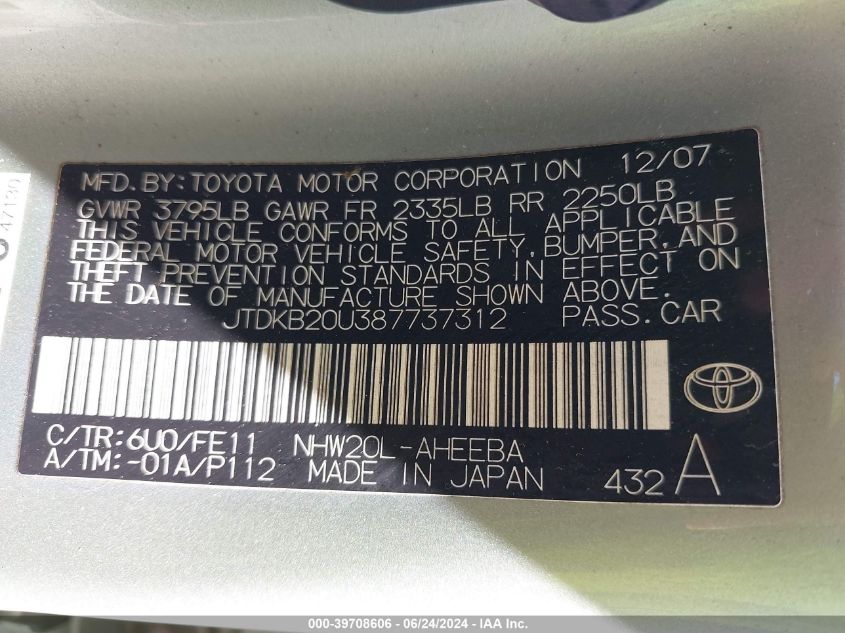 MFD. BY: TOYOTA MOTOR CORPORATION 12/07
GVWR 3795LB GAWR FR 2335LB RR 2250LB
THIS VEHICLE CONFORMS TO ALL APPLICABLE
FEDERAL MOTOR VEHICLE SAFETY, BUMPER, AND
THEFT PREVENTION STANDARDS IN EFFECT ON
THE DATE OF MANUFACTURE SHOWN ABOVE.
JTDKB20U387737312 PASS. CAR
C/TR: 6U0/FE11 NHW20L-AHEEBA
A/TM: -01A/P112 MADE IN JAPAN 432 A
47130
000-39708606 - 06/24/2024 - IAA Inc.